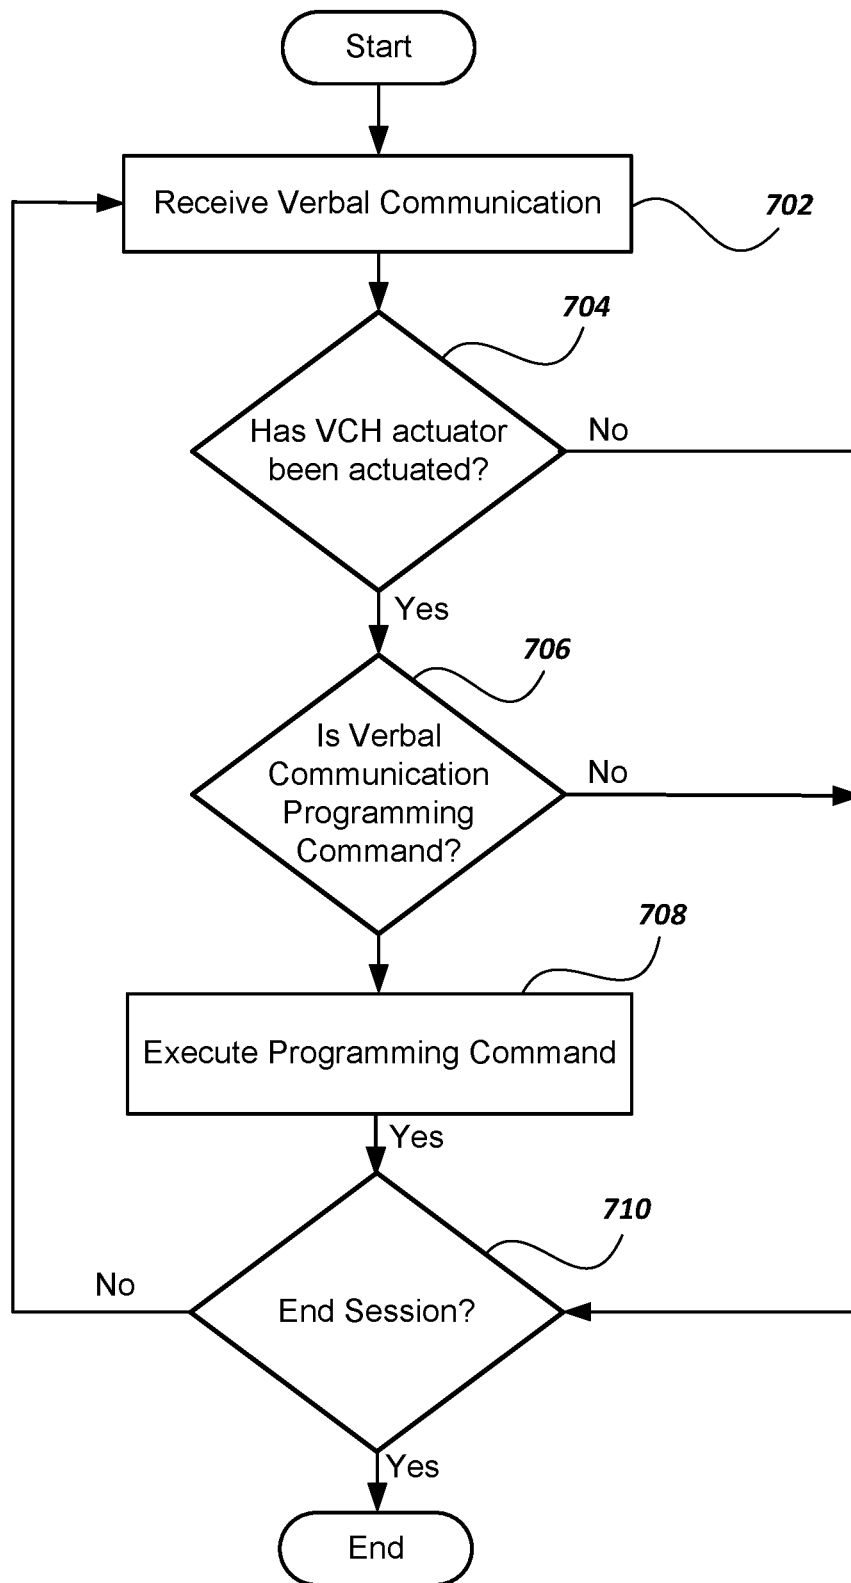 Start
Receive Verbal Communication
702
704
Has VCH actuator
been actuated?
No
Yes
706
Is Verbal
Communication
Programming
Command?
No
708
Execute Programming Command
Yes
710
No
End Session?
Yes
End